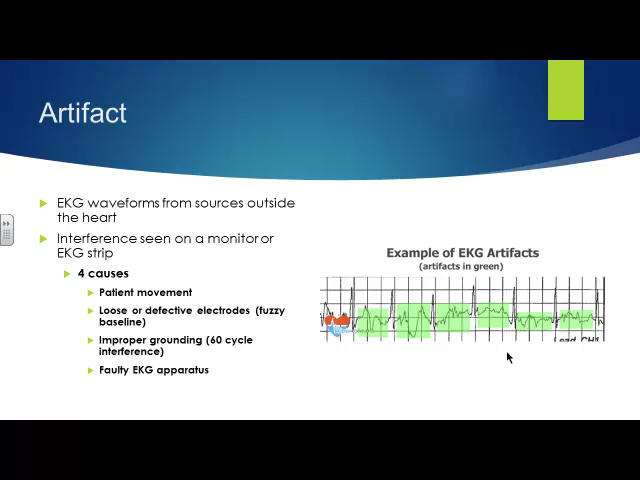 Artifact
EKG waveforms from sources outside
the heart
Interference seen on a monitor or
EKG strip
4 causes
Patient movement
Loose or defective electrodes (fuzzy
baseline)
Improper grounding (60 cycle
interference)
Faulty EKG apparatus
Example of EKG Artifacts
(artifacts in green)
Lead CH1